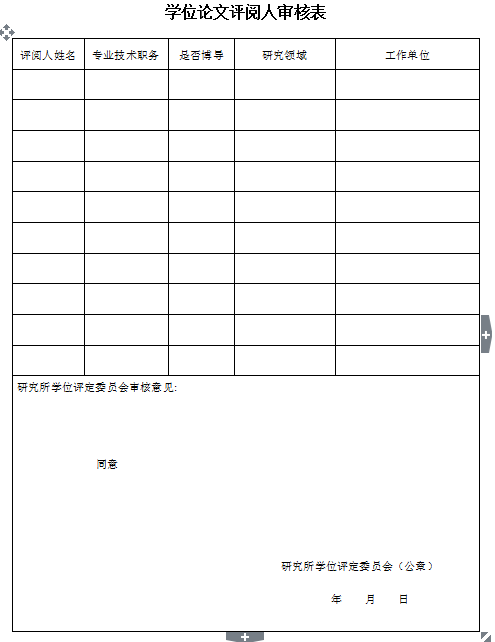 学位论文评阅人审核表
评阅人姓名 专业技术职务 是否博导 研究领域 工作单位
研究所学位评定委员会审核意见:
同意
研究所学位评定委员会（公章）
年 月 日